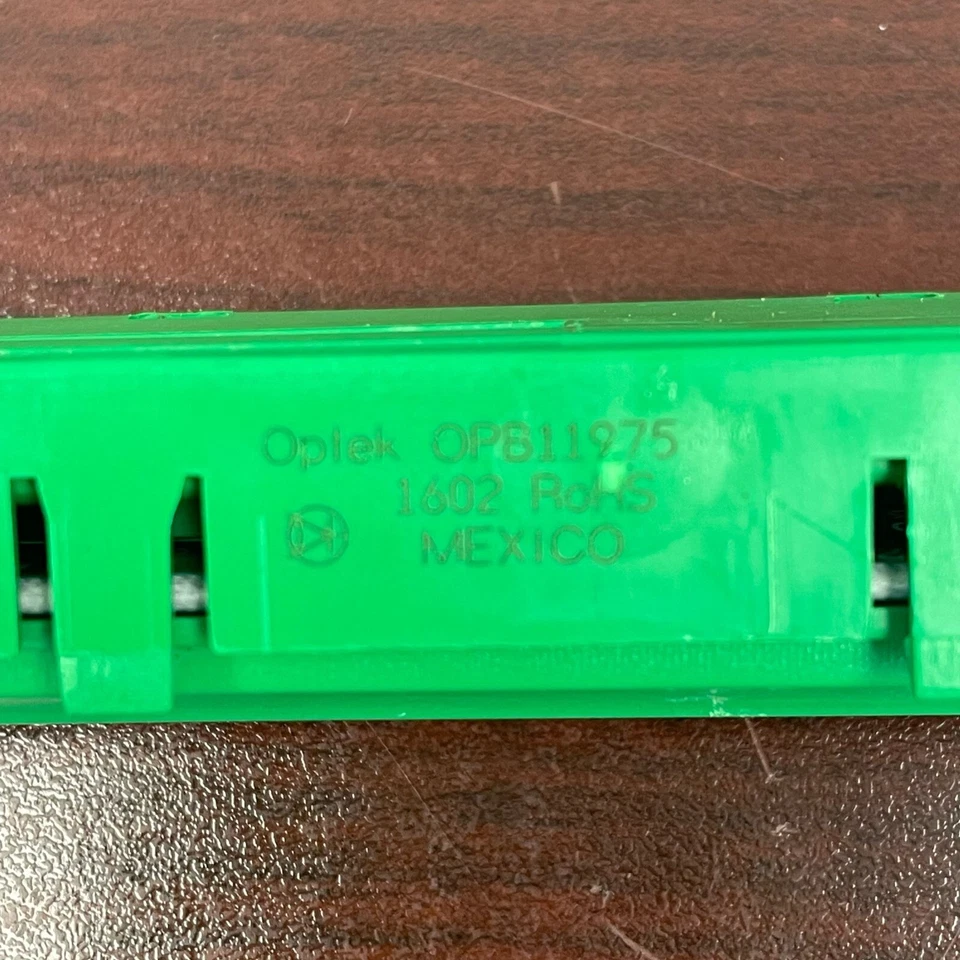 Optek OPB11975
1602 RoHS
MEXICO